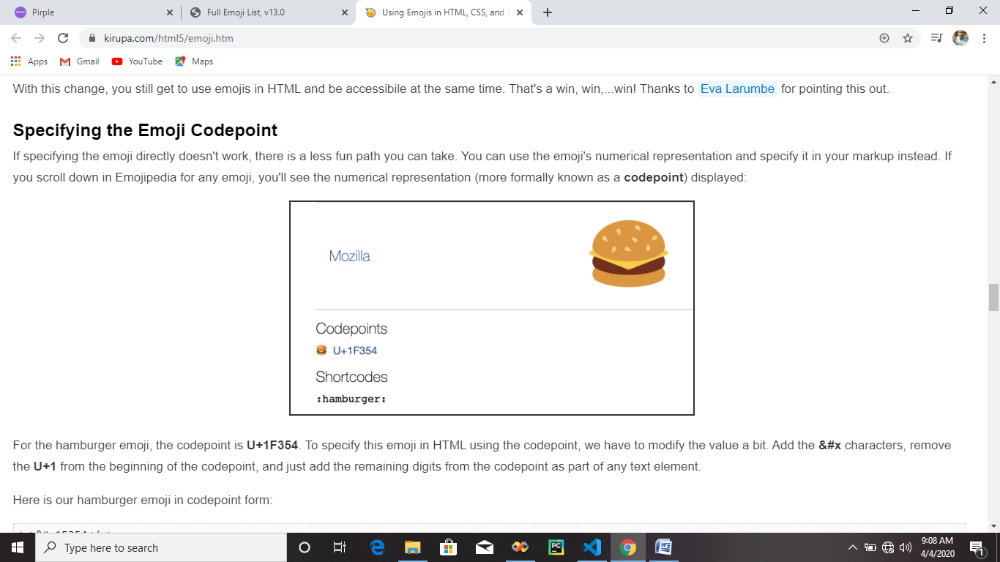 Pirple
Full Emoji List, v13.0
Using Emojis in HTML, CSS, and J
kirupa.com/html5/emoji.htm
Apps
Gmail
YouTube
Maps
With this change, you still get to use emojis in HTML and be accessibile at the same time. That's a win, win,...win! Thanks to Eva Larumbe for pointing this out.
Specifying the Emoji Codepoint
If specifying the emoji directly doesn't work, there is a less fun path you can take. You can use the emoji's numerical representation and specify it in your markup instead. If
you scroll down in Emojipedia for any emoji, you'll see the numerical representation (more formally known as a codepoint) displayed:
Mozilla
Codepoints
🍔 U+1F354
Shortcodes
:hamburger:
For the hamburger emoji, the codepoint is U+1F354. To specify this emoji in HTML using the codepoint, we have to modify the value a bit. Add the &#x characters, remove
the U+1 from the beginning of the codepoint, and just add the remaining digits from the codepoint as part of any text element.
Here is our hamburger emoji in codepoint form:
Type here to search
PC
9:08 AM
4/4/2020
1